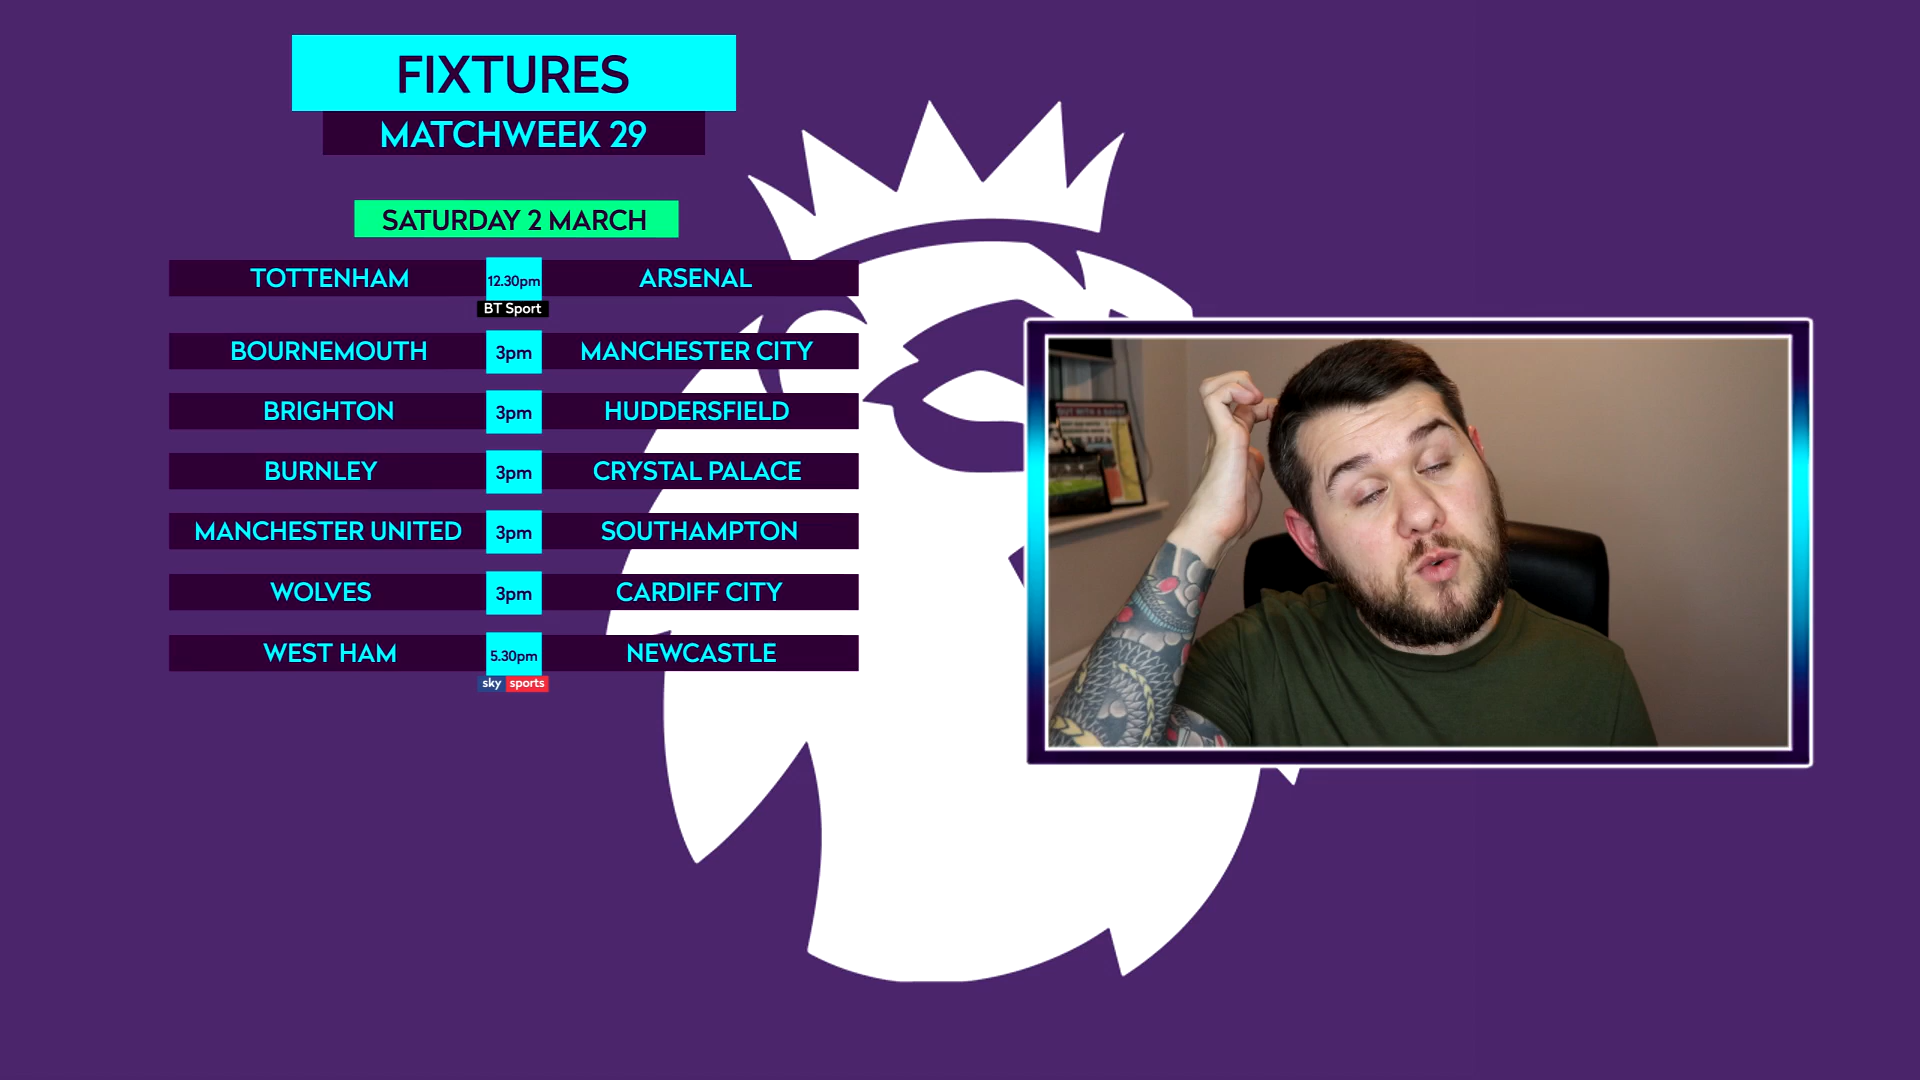 FIXTURES
MATCHWEEK 29
SATURDAY 2 MARCH
TOTTENHAM 12.30pm ARSENAL
BT Sport
BOURNEMOUTH 3pm MANCHESTER CITY
BRIGHTON 3pm HUDDERSFIELD
BURNLEY 3pm CRYSTAL PALACE
MANCHESTER UNITED 3pm SOUTHAMPTON
WOLVES 3pm CARDIFF CITY
WEST HAM 5.30pm NEWCASTLE
sky sports